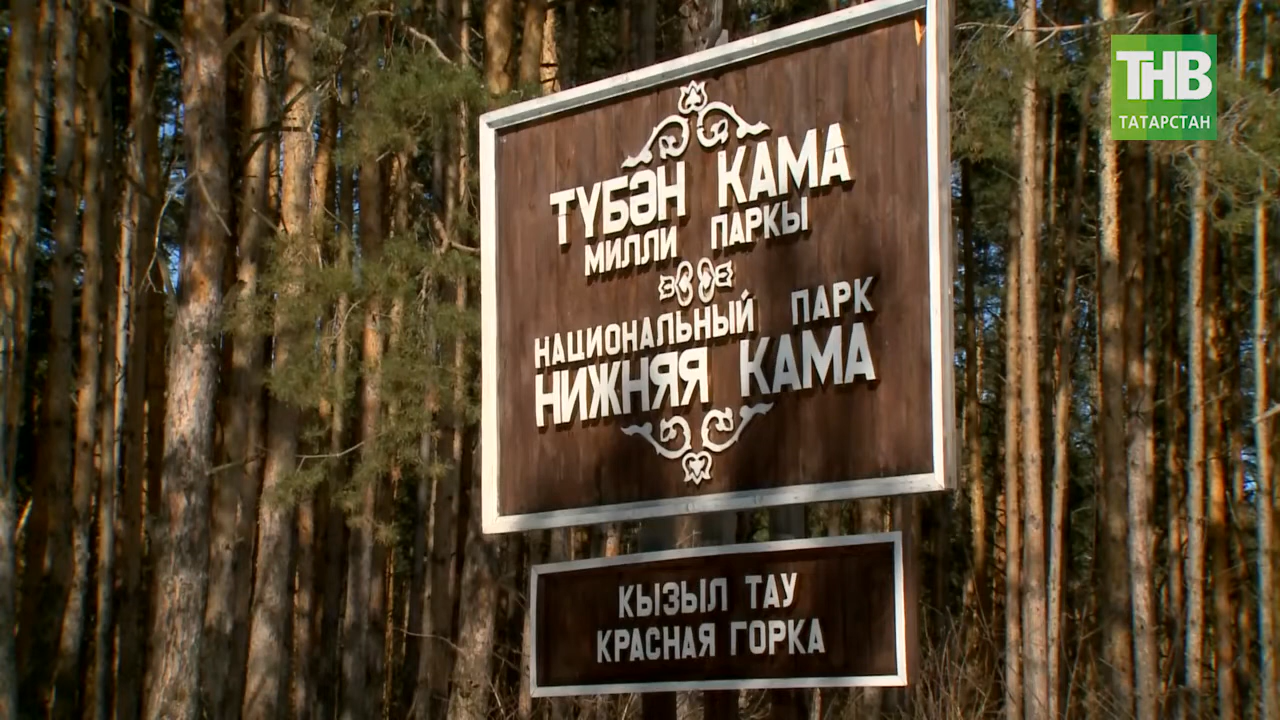 ТҮБӘН КАМА
МИЛЛИ ПАРКЫ
НАЦИОНАЛЬНЫЙ ПАРК
НИЖНЯЯ КАМА
КЫЗЫЛ ТАУ
КРАСНАЯ ГОРКА
ТНВ
ТАТАРСТАН